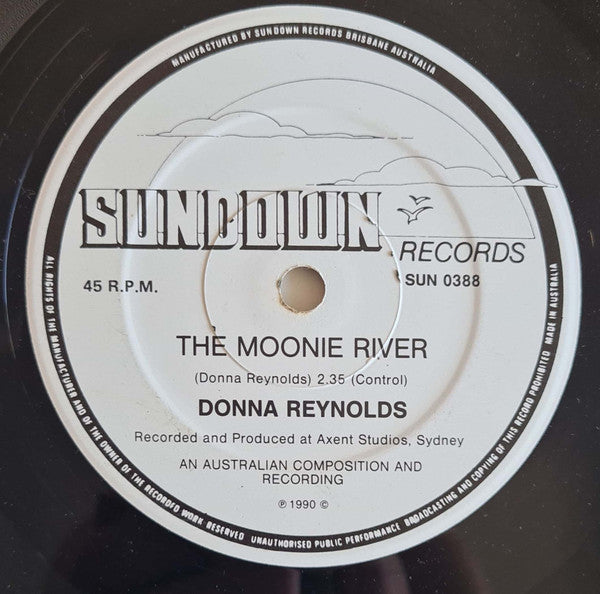 MANUFACTURED BY SUNDOWN RECORDS BRISBANE AUSTRALIA
SUNDOWN
RECORDS
45 R.P.M.
SUN 0388
THE MOONIE RIVER
(Donna Reynolds) 2.35 (Control)
DONNA REYNOLDS
Recorded and Produced at Axent Studios, Sydney
AN AUSTRALIAN COMPOSITION AND
RECORDING
℗ 1990 ©
ALL RIGHTS OF THE MANUFACTURER AND OF THE OWNER OF THE RECORDED WORK RESERVED UNAUTHORISED PUBLIC PERFORMANCE BROADCASTING AND COPYING OF THIS RECORD PROHIBITED MADE IN AUSTRALIA